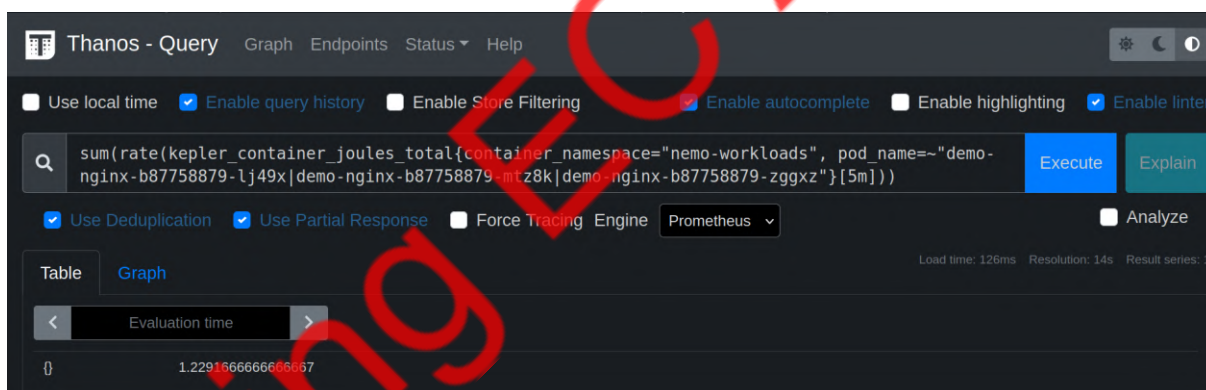 Thanos - Query Graph Endpoints Status Help
Use local time Enable query history Enable Store Filtering Enable autocomplete Enable highlighting Enable linter
sum(rate(kepler_container_joules_total{container_namespace="nemo-workloads", pod_name=~"demo-
nginx-b87758879-lj49x|demo-nginx-b87758879-mtz8k|demo-nginx-b87758879-zggxz"}[5m]))
Execute Explain
Use Deduplication Use Partial Response Force Tracing Engine Prometheus Analyze
Load time: 126ms Resolution: 14s Result series:
Table Graph
< Evaluation time >
{} 1.2291666666666667
ing EC